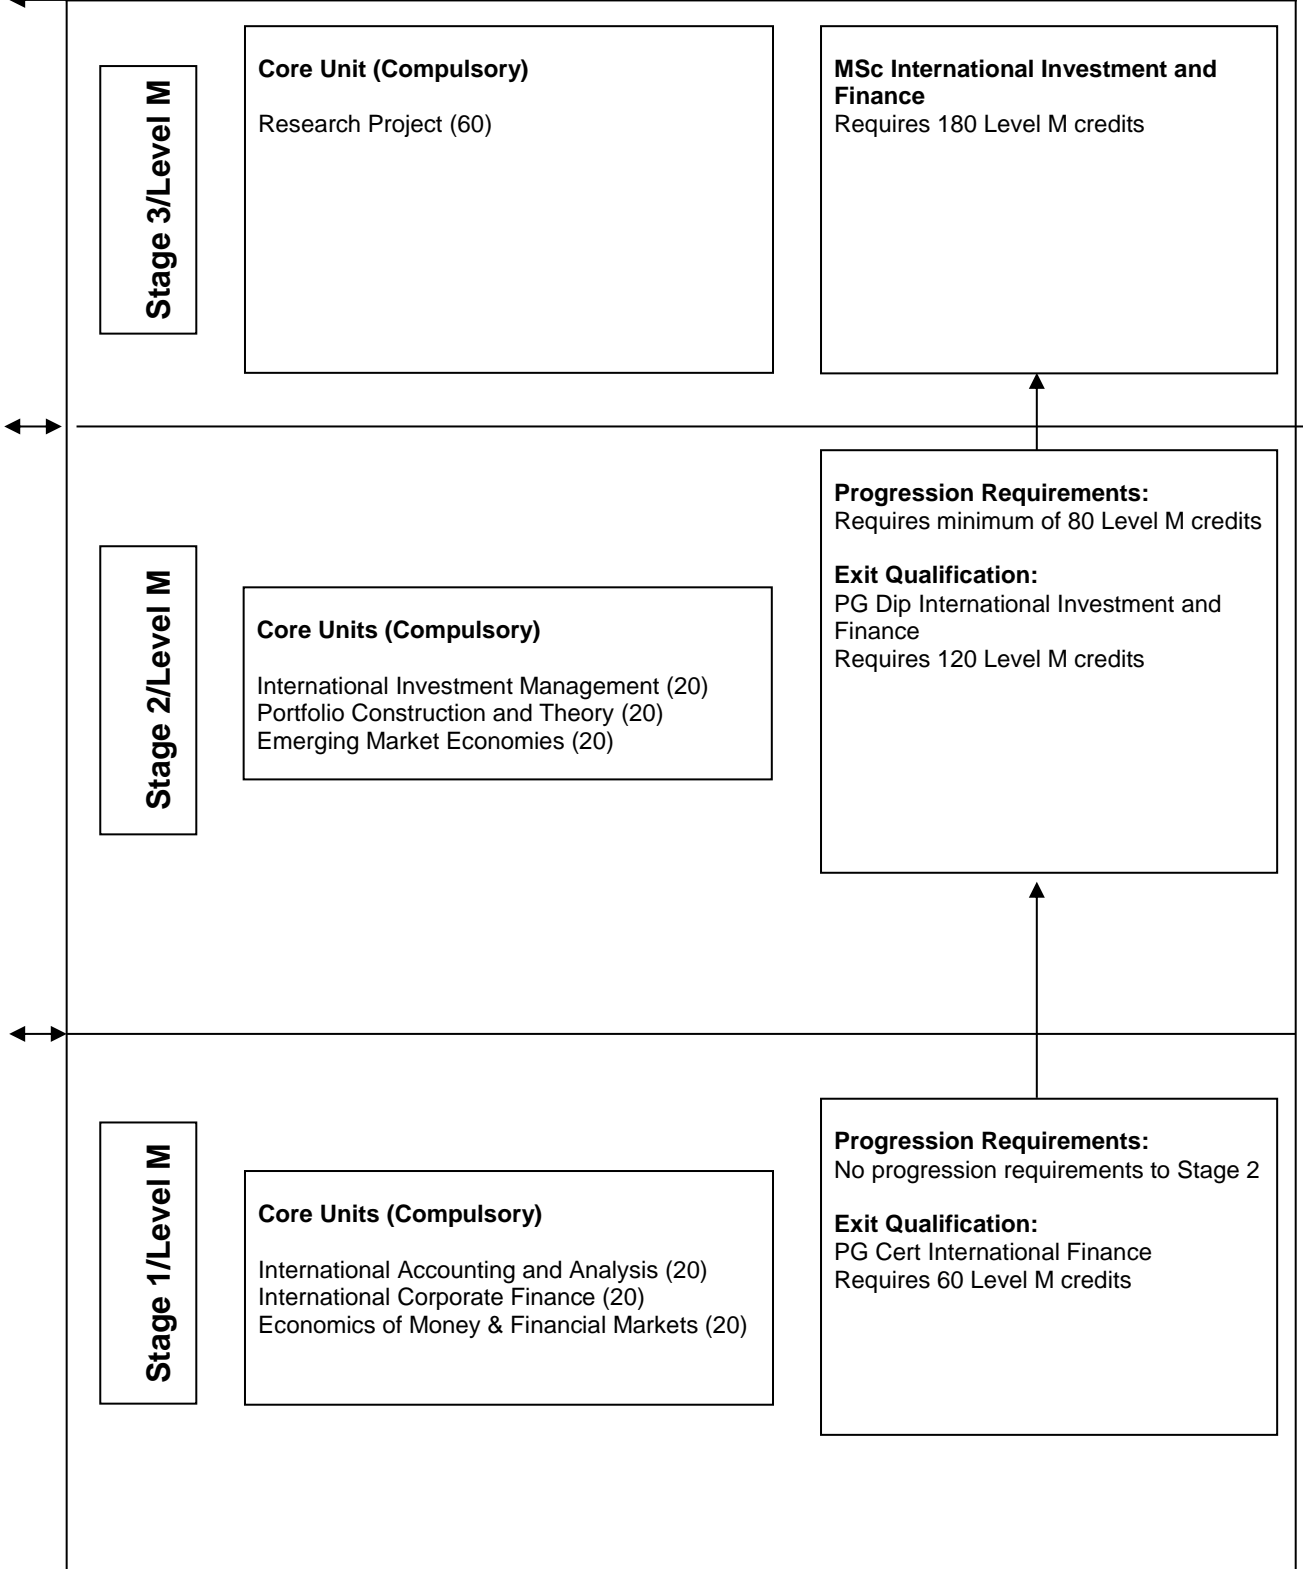 Stage 3/Level M
Core Unit (Compulsory)
Research Project (60)
MSc International Investment and
Finance
Requires 180 Level M credits
Stage 2/Level M
Core Units (Compulsory)
International Investment Management (20)
Portfolio Construction and Theory (20)
Emerging Market Economies (20)
Progression Requirements:
Requires minimum of 80 Level M credits
Exit Qualification:
PG Dip International Investment and
Finance
Requires 120 Level M credits
Stage 1/Level M
Core Units (Compulsory)
International Accounting and Analysis (20)
International Corporate Finance (20)
Economics of Money & Financial Markets (20)
Progression Requirements:
No progression requirements to Stage 2
Exit Qualification:
PG Cert International Finance
Requires 60 Level M credits